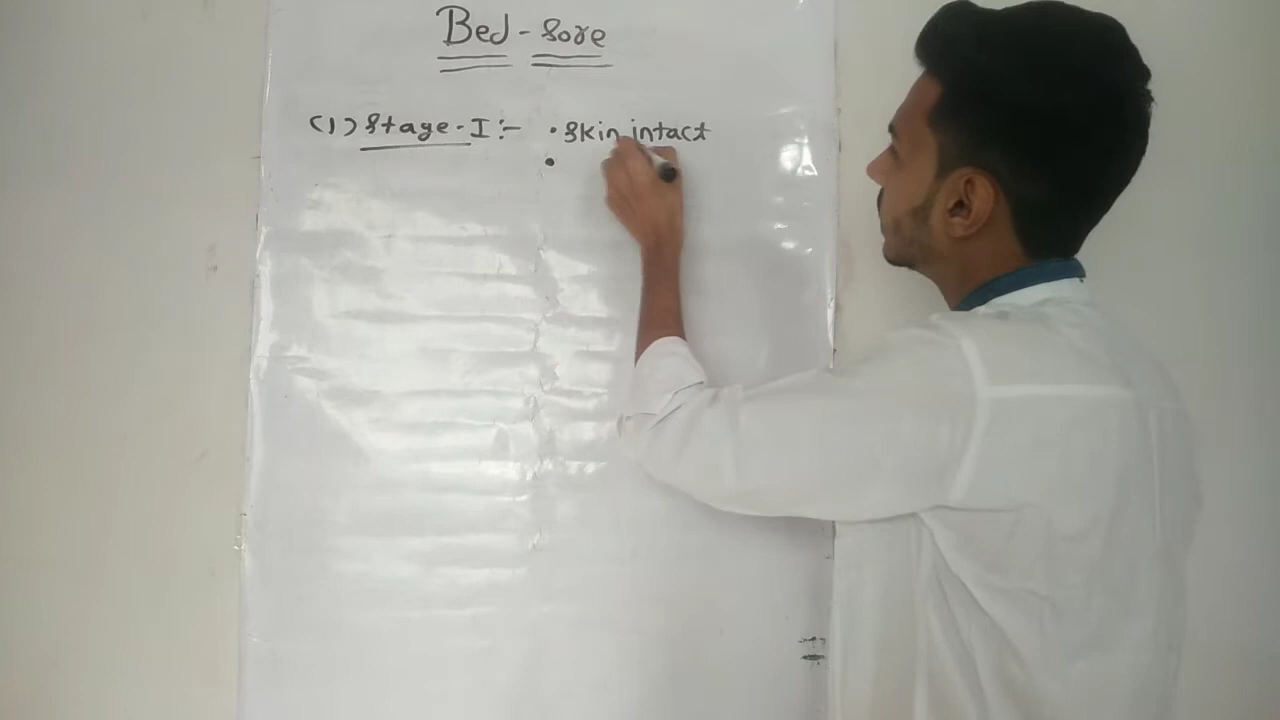 Bed-Sore
(1) Stage-I:- • Skin intact
•